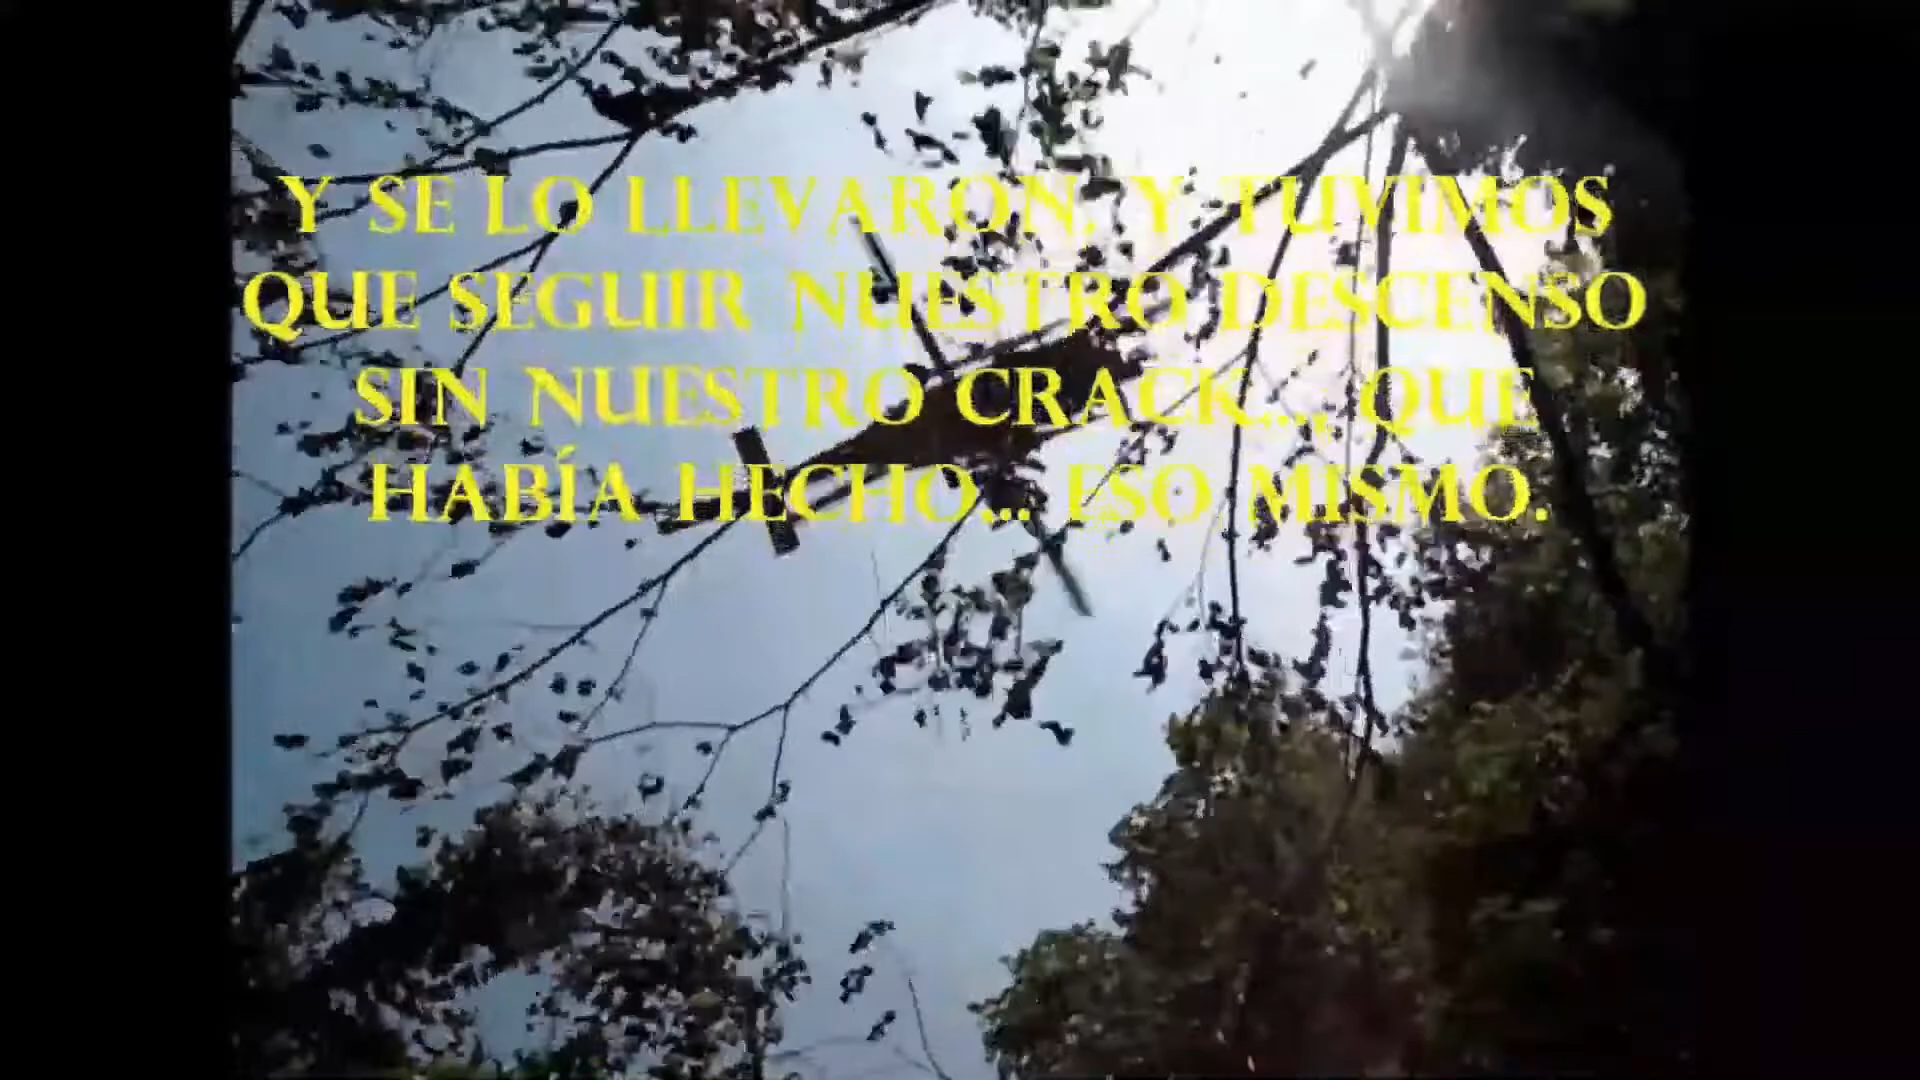 Y SE LO LLEVARON. Y TUVIMOS
QUE SEGUIR NUESTRO DESCENSO
SIN NUESTRO CRACK..., QUE
HABÍA HECHO... ESO MISMO.